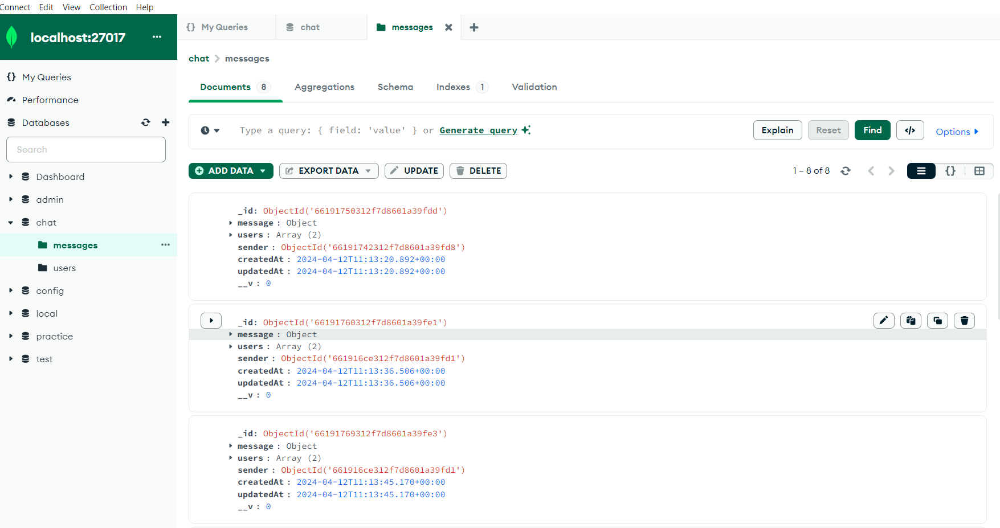 Connect Edit View Collection Help
localhost:27017
My Queries
Performance
Databases
Search
Dashboard
admin
chat
messages
users
config
local
practice
test
{} My Queries
chat
messages
chat > messages
Documents 8 Aggregations Schema Indexes 1 Validation
Type a query: { field: 'value' } or Generate query
Explain Reset Find </> Options
ADD DATA EXPORT DATA UPDATE DELETE
1 – 8 of 8 {}
_id: ObjectId('66191750312f7d8601a39fdd')
message : Object
users : Array (2)
sender : ObjectId('66191742312f7d8601a39fd8')
createdAt : 2024-04-12T11:13:20.892+00:00
updatedAt : 2024-04-12T11:13:20.892+00:00
__v : 0
_id: ObjectId('66191760312f7d8601a39fe1')
message : Object
users : Array (2)
sender : ObjectId('661916ce312f7d8601a39fd1')
createdAt : 2024-04-12T11:13:36.506+00:00
updatedAt : 2024-04-12T11:13:36.506+00:00
__v : 0
_id: ObjectId('66191769312f7d8601a39fe3')
message : Object
users : Array (2)
sender : ObjectId('661916ce312f7d8601a39fd1')
createdAt : 2024-04-12T11:13:45.170+00:00
updatedAt : 2024-04-12T11:13:45.170+00:00
__v : 0